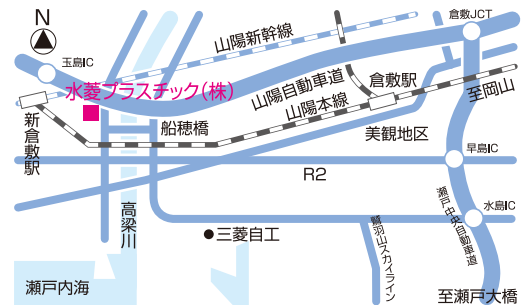 N
倉敷JCT
玉島IC
山陽新幹線
水菱プラスチック(株)
山陽自動車道
倉敷駅
山陽本線
至岡山
船穂橋
新倉敷駅
美観地区
早島IC
R2
高梁川
鷲羽山スカイライン
瀬戸中央自動車道
水島IC
●三菱自工
瀬戸内海
至瀬戸大橋